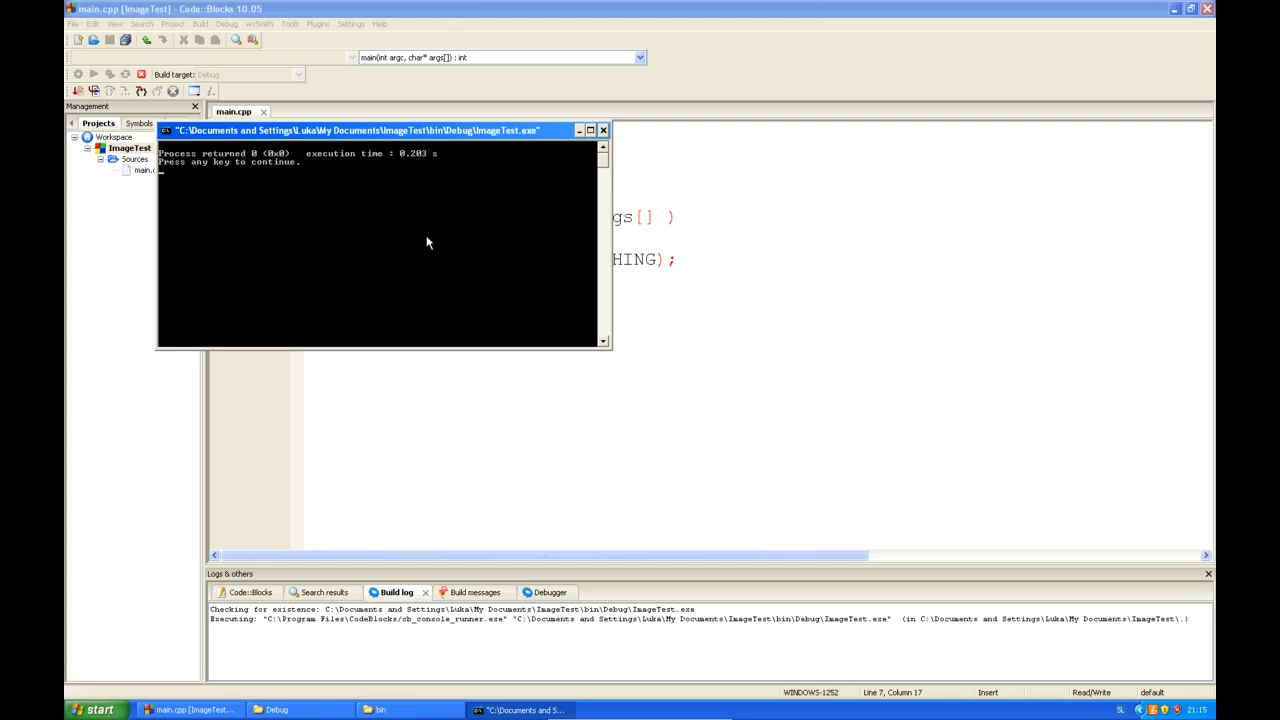 main.cpp [ImageTest] - Code::Blocks 10.05
File Edit View Search Project Build Debug wxSmith Tools Plugins Settings Help
main(int argc, char* args[]) : int
Build target: Debug
Management
Projects Symbols
Workspace
ImageTest
Sources
main.c
main.cpp
"C:\Documents and Settings\Luka\My Documents\ImageTest\bin\Debug\ImageTest.exe"
Process returned 0 (0x0)   execution time : 0.203 s
Press any key to continue.
gs[] )
HING);
Logs & others
Code::Blocks Search results Build log Build messages Debugger
Checking for existence: C:\Documents and Settings\Luka\My Documents\ImageTest\bin\Debug\ImageTest.exe
Executing: "C:\Program Files\CodeBlocks/cb_console_runner.exe" "C:\Documents and Settings\Luka\My Documents\ImageTest\bin\Debug\ImageTest.exe"  (in C:\Documents and Settings\Luka\My Documents\ImageTest\.)
WINDOWS-1252 Line 7, Column 17 Insert Read/Write default
start main.cpp [ImageTest]... Debug bin "C:\Documents and S... SL 21:15